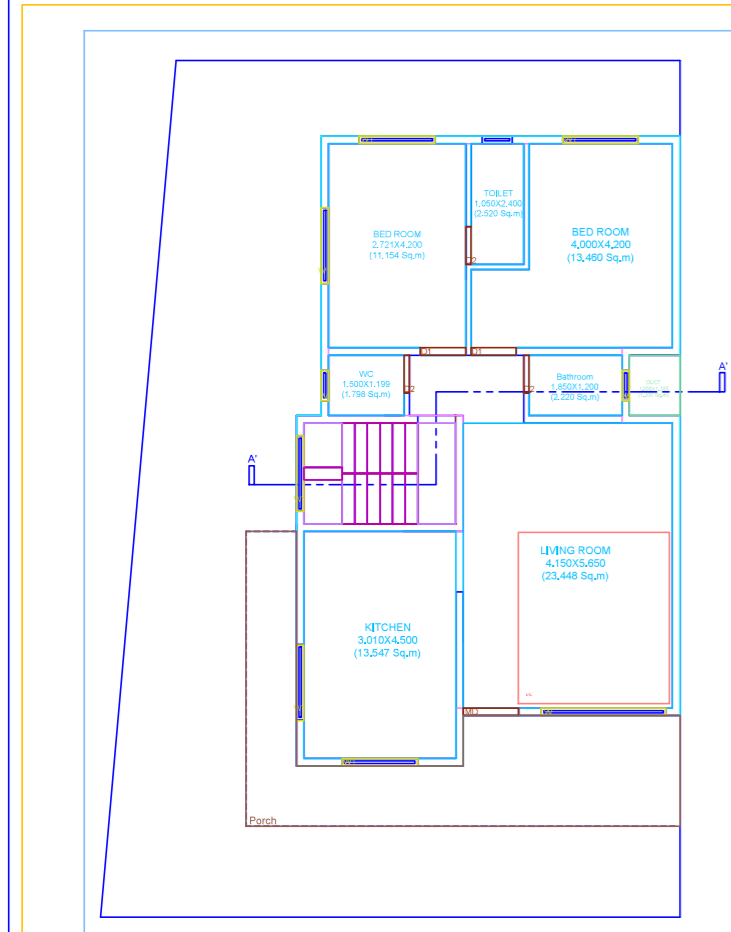 TOILET
1.050X2.400
(2.520 Sq.m)
BED ROOM
2.721X4.200
(11.154 Sq.m)
BED ROOM
4.000X4.200
(13.460 Sq.m)
D2
D1
D1
WC
1.500X1.199
(1.798 Sq.m)
D2
D2
Bathroom
1.850X1.200
(2.220 Sq.m)
A'
A'
LIVING ROOM
4.150X5.650
(23.448 Sq.m)
KITCHEN
3.010X4.500
(13.547 Sq.m)
MD
Porch